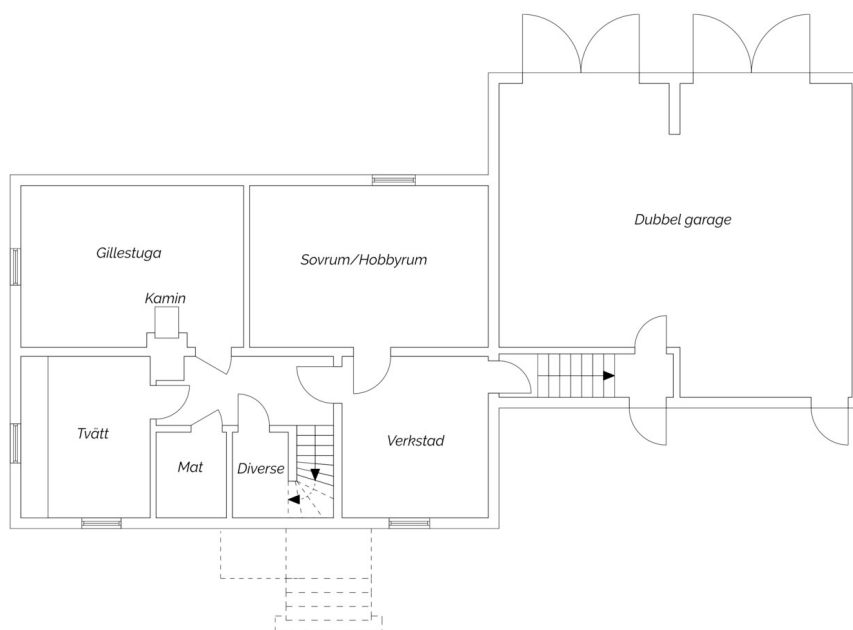 Dubbel garage
Gillestuga
Sovrum/Hobbyrum
Kamin
Tvätt
Verkstad
Mat
Diverse